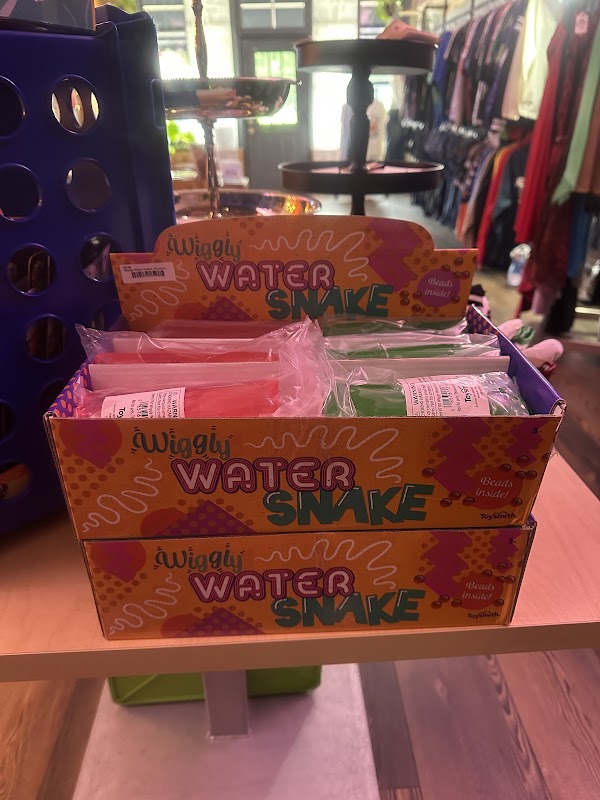 Wiggly
WATER
SNAKE
Beads
inside!
Wiggly
WATER
SNAKE
Beads
inside!
Toysmith
Wiggly
WATER
SNAKE
Beads
inside!
Toysmith